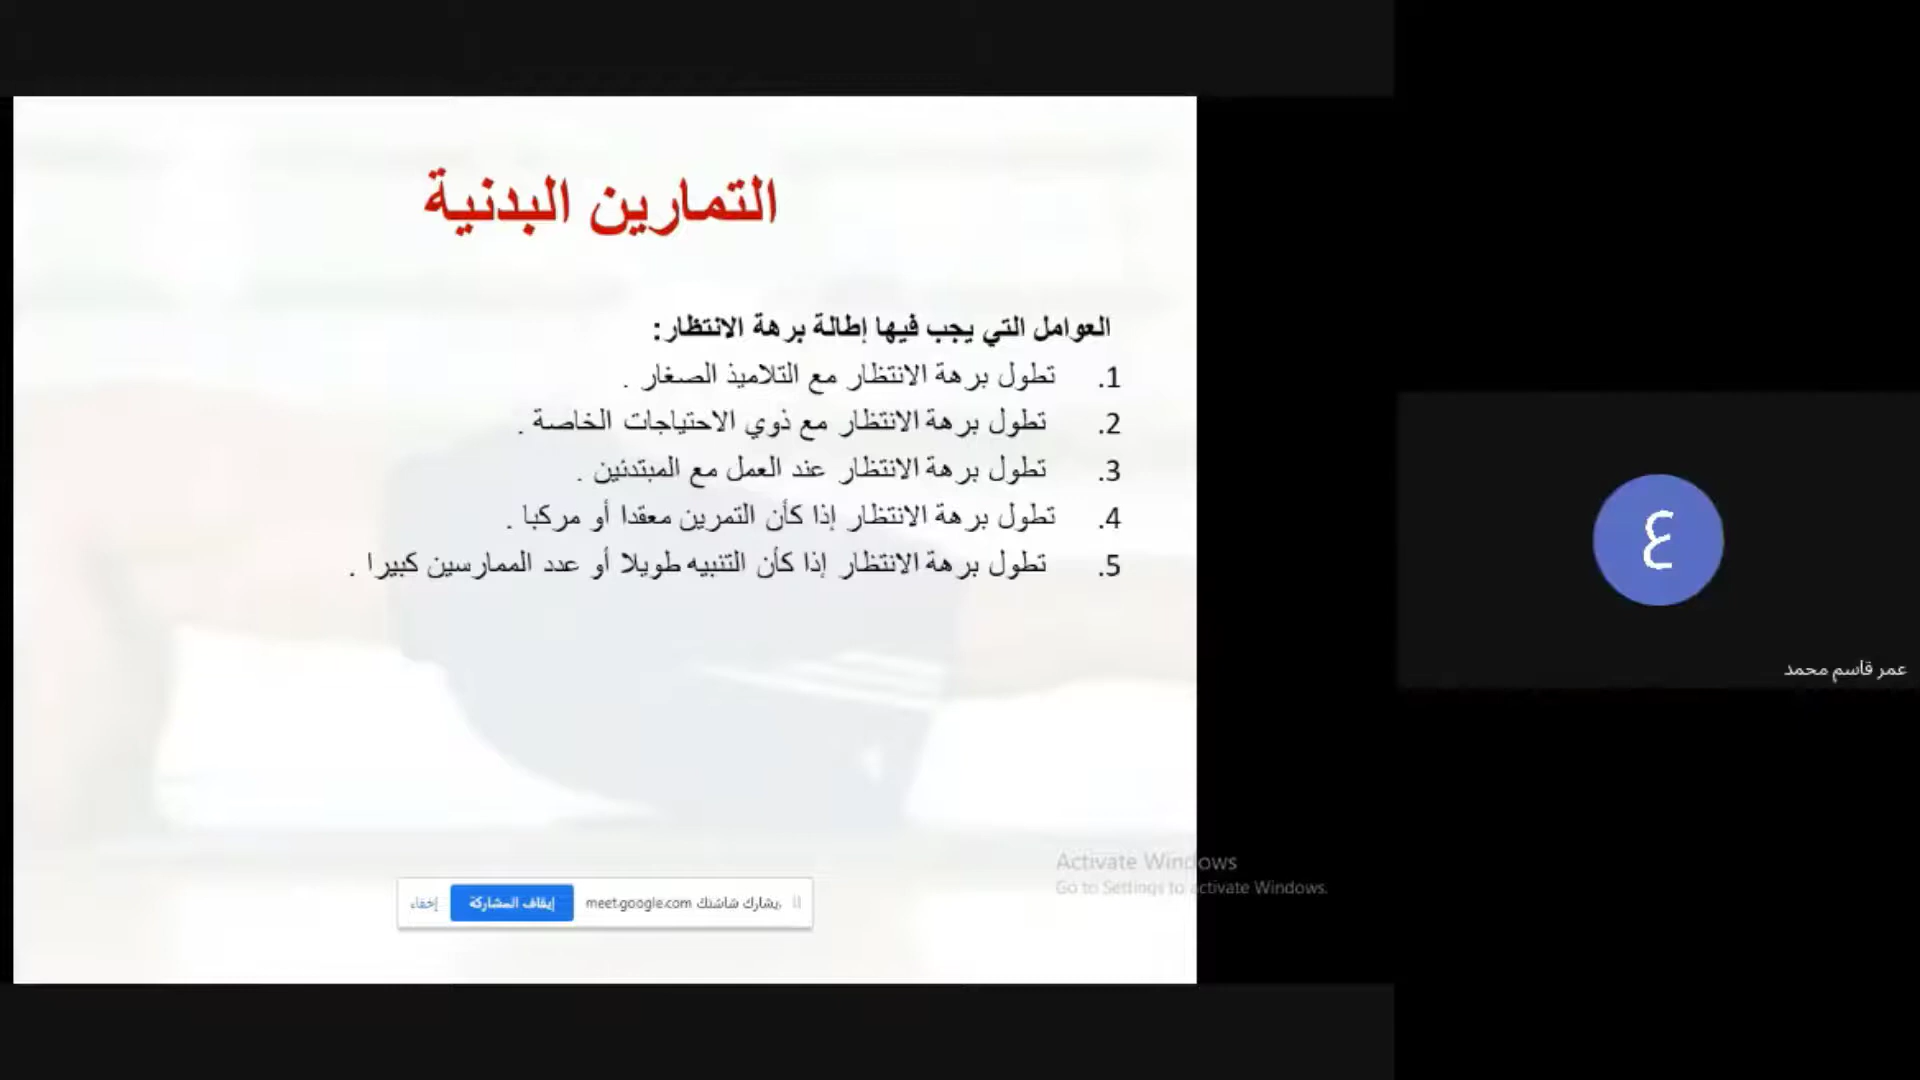 التمارين البدنية
العوامل التي يجب فيها إطالة برهة الانتظار:
1. تطول برهة الانتظار مع التلاميذ الصغار .
2. تطول برهة الانتظار مع ذوي الاحتياجات الخاصة .
3. تطول برهة الانتظار عند العمل مع المبتدئين .
4. تطول برهة الانتظار إذا كأن التمرين معقدا أو مركبا .
5. تطول برهة الانتظار إذا كأن التنبيه طويلا أو عدد الممارسين كبيرا .
ع
عمر قاسم محمد
Activate Windows
Go to Settings to activate Windows.
يشارك شاشتك meet.google.com.
إيقاف المشاركة
إخفاء